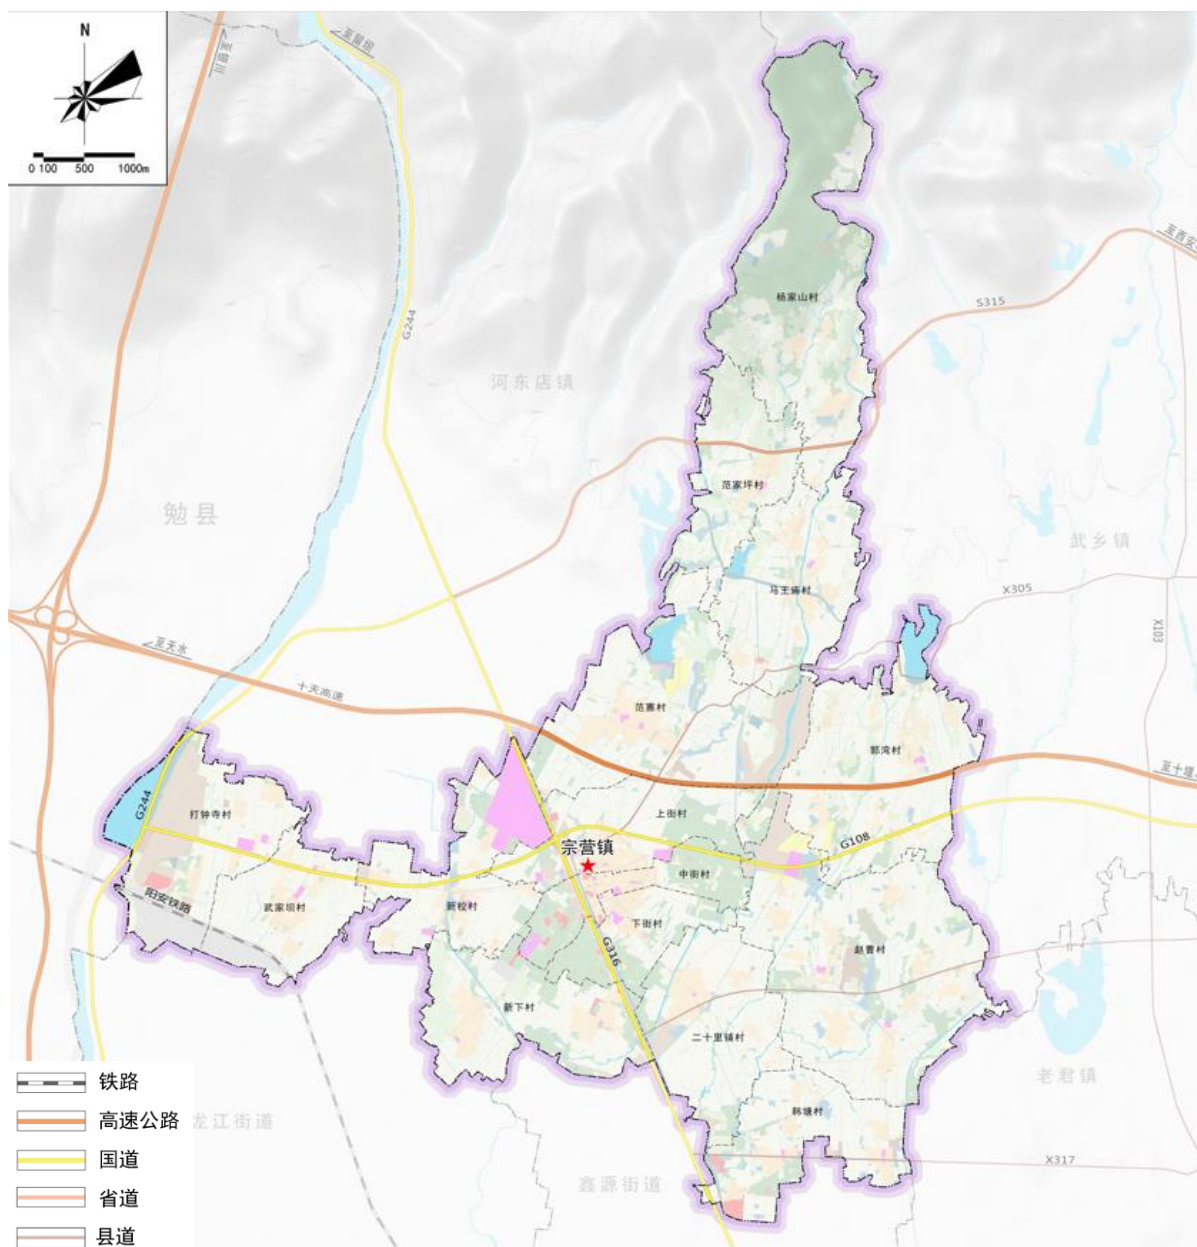 N
0 100 500 1000m
至银川
至留坝
至西安
S315
G244
杨家山村
河东店镇
范家坪村
勉县
武乡镇
马王庙村
X305
X103
至天水
十天高速
范寨村
郭湾村
至十堰
G244
打钟寺村
上街村
G108
宗营镇
中街村
阳安铁路
武家坝村
新校村
下街村
G316
赵曹村
新下村
二十里铺村
老君镇
韩塘村
龙江街道
X317
鑫源街道
铁路
高速公路
国道
省道
县道